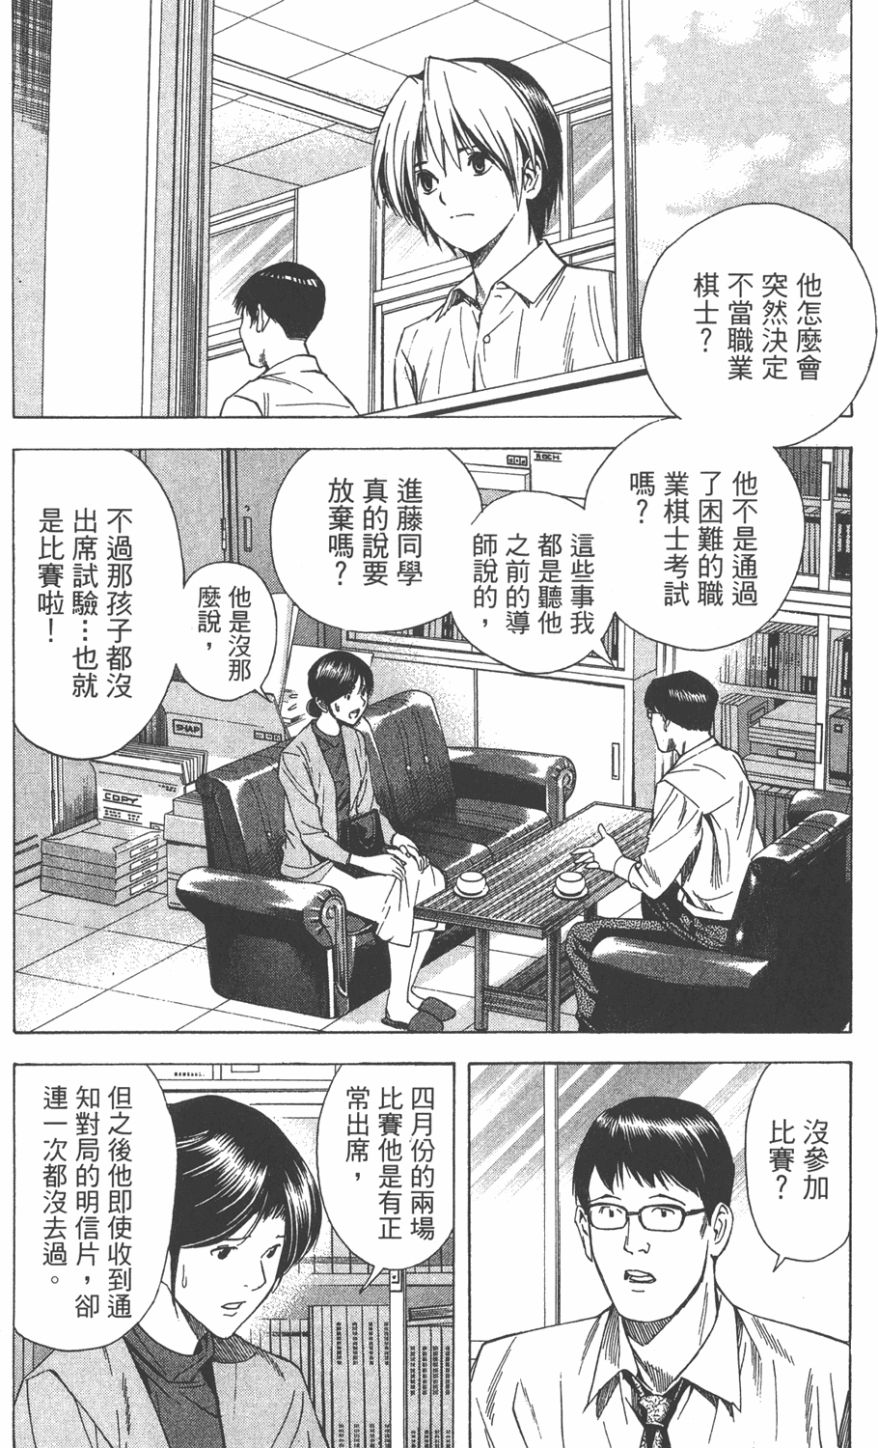 他怎麼會
突然決定
不當職業
棋士？
他不是通過
了困難的職
業棋士考試
嗎？
這些事我
都是聽他
之前的導
師說的，
進藤同學
真的說要
放棄嗎？
他是沒那
麼說，
不過那孩子都沒
出席試驗…也就
是比賽啦！
沒參加
比賽？
四月份的兩場
比賽他是有正
常出席，
但之後他即使收到通
知對局的明信片，卻
連一次都沒去過。
SHAP
COPY